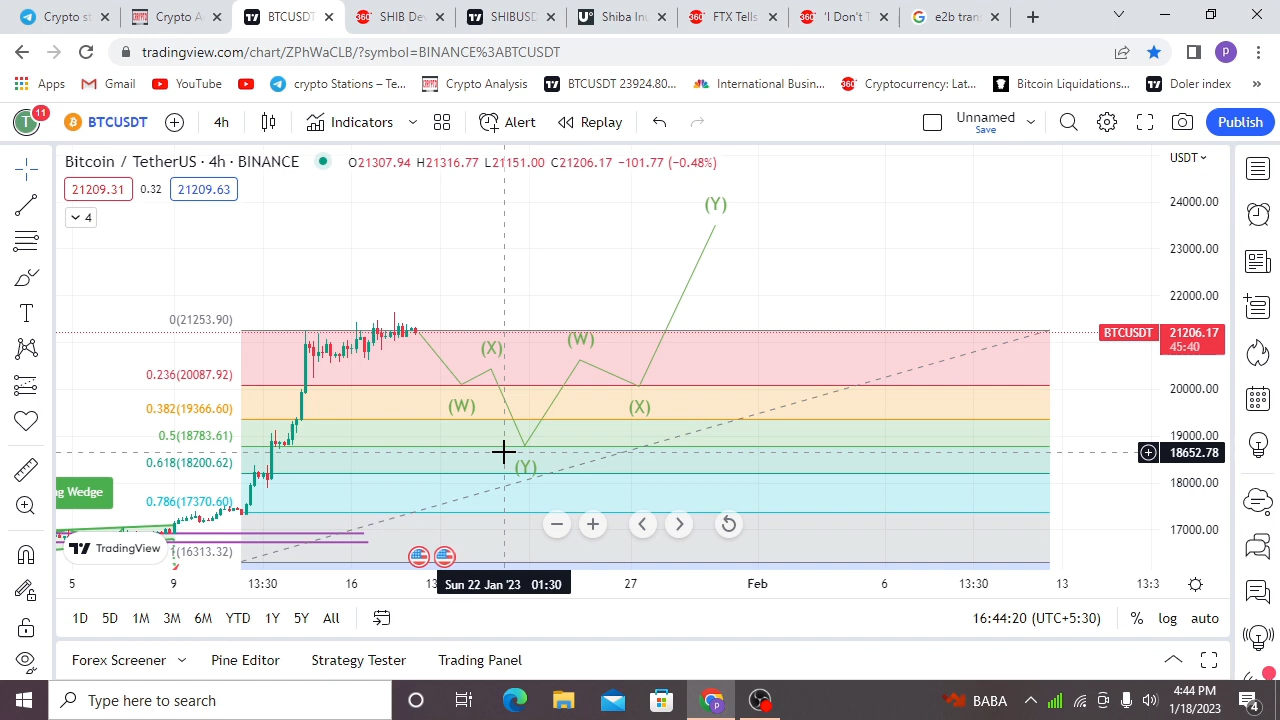 Crypto st
Crypto A
BTCUSDT
SHIB Dev
SHIBUSD
Shiba Inu
FTX Tells
'I Don't T
tradingview.com/chart/ZPhWaCLB/?symbol=BINANCE%3ABTCUSDT
P
Apps
Gmail
YouTube
crypto Stations – Te...
Crypto Analysis
BTCUSDT 23924.80...
International Busin...
Cryptocurrency: Lat...
Bitcoin Liquidations...
Doler index
»
T
11
BTCUSDT
4h
Indicators
Alert
Replay
Unnamed
Save
Publish
Bitcoin / TetherUS · 4h · BINANCE
O21307.94 H21316.77 L21151.00 C21206.17 −101.77 (−0.48%)
USDT
21209.31
0.32
21209.63
4
24000.00
23000.00
22000.00
BTCUSDT
21206.17
45:40
20000.00
19000.00
18652.78
18000.00
17000.00
(Y)
(W)
(X)
(W)
(X)
(Y)
0(21253.90)
0.236(20087.92)
0.382(19366.60)
0.5(18783.61)
0.618(18200.62)
0.786(17370.60)
1(16313.32)
g Wedge
TradingView
5
9
13:30
16
Sun 22 Jan '23 01:30
27
Feb
6
13:30
13
13:3
1D
5D
1M
3M
6M
YTD
1Y
5Y
All
16:44:20 (UTC+5:30)
%
log
auto
Forex Screener
Pine Editor
Strategy Tester
Trading Panel
Type here to search
BABA
4:44 PM
1/18/2023
4